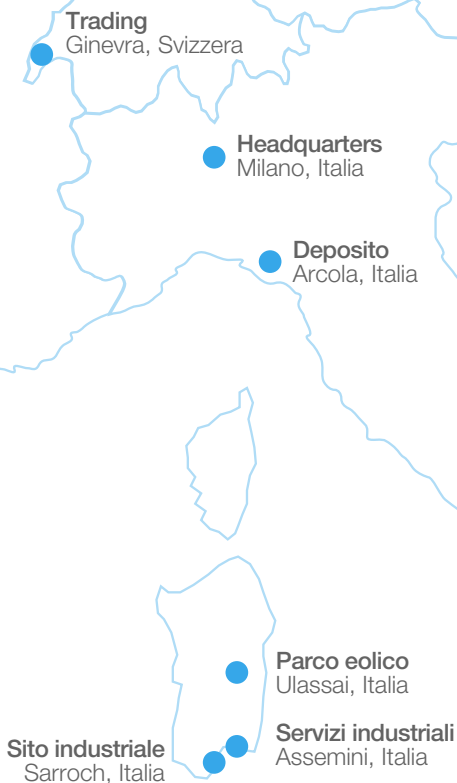 Trading
Ginevra, Svizzera
Headquarters
Milano, Italia
Deposito
Arcola, Italia
Parco eolico
Ulassai, Italia
Servizi industriali
Assemini, Italia
Sito industriale
Sarroch, Italia